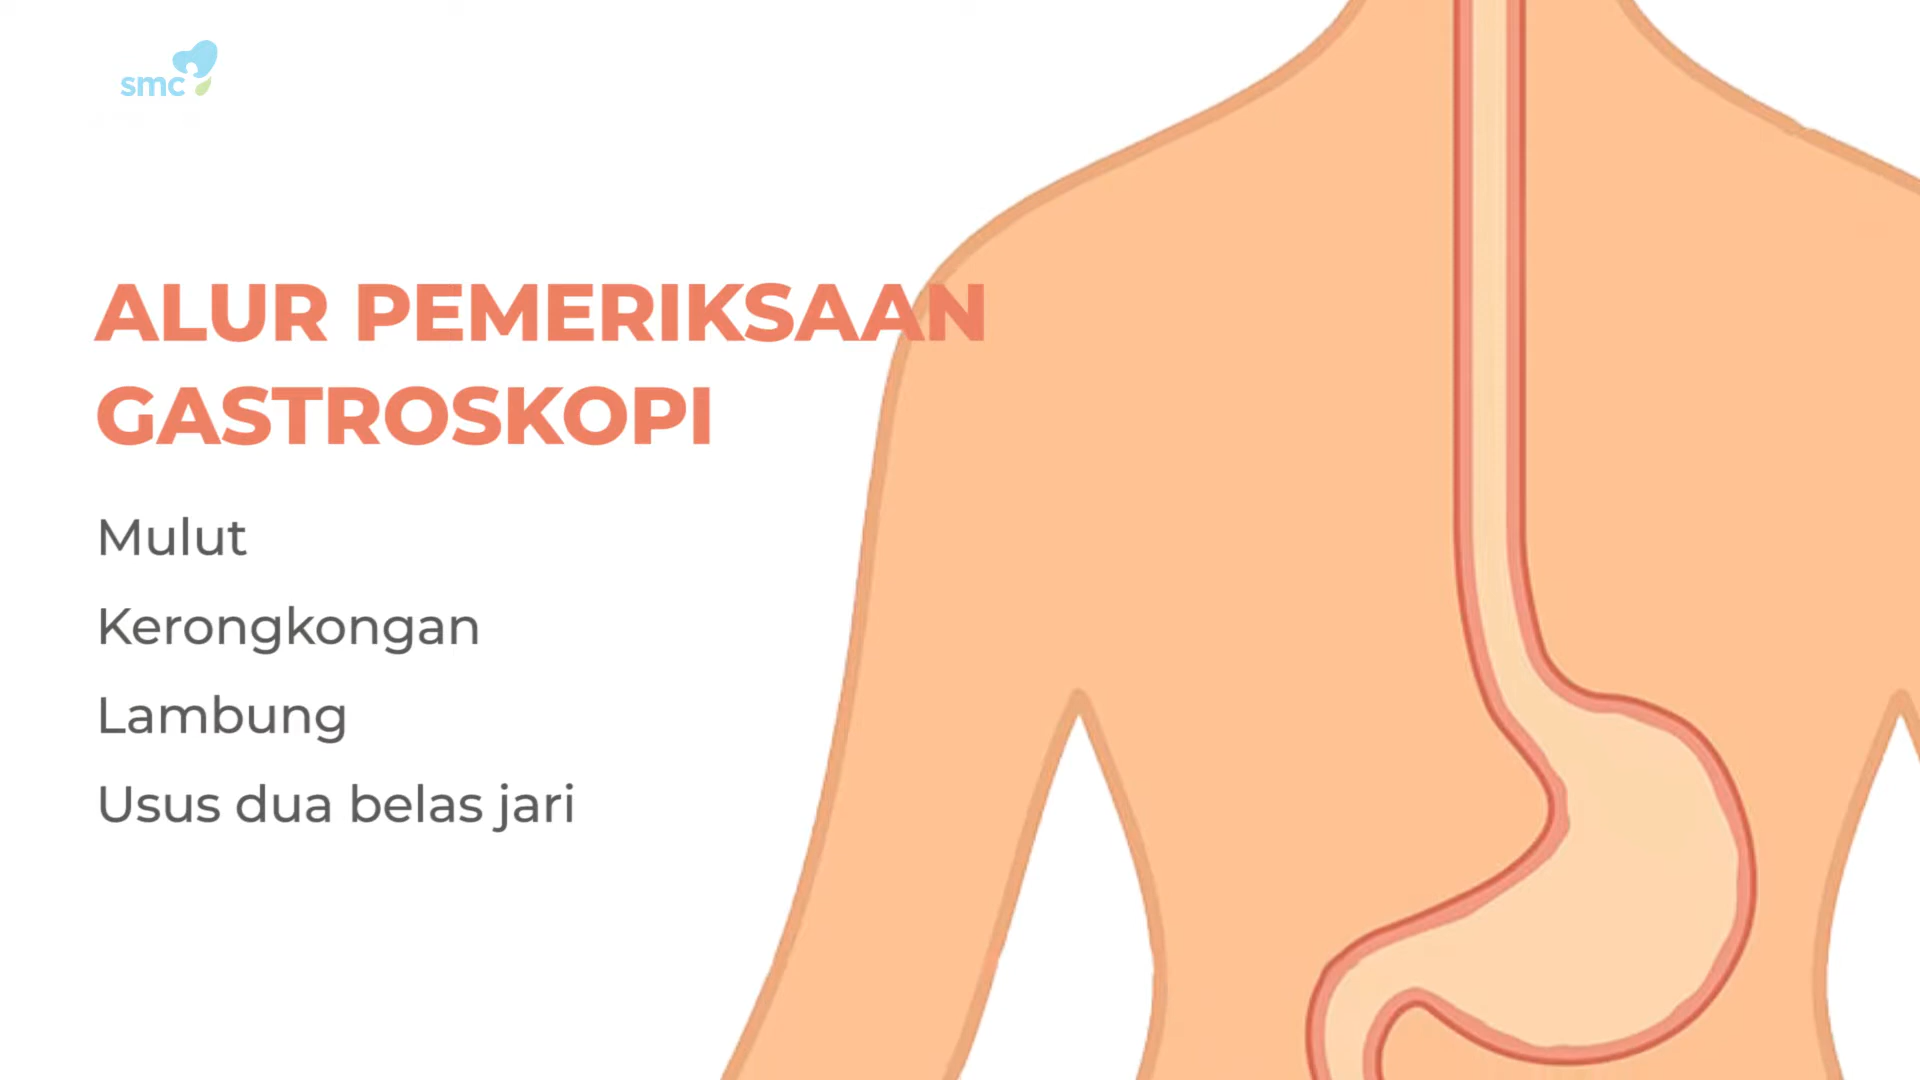 smc
ALUR PEMERIKSAAN
GASTROSKOPI
Mulut
Kerongkongan
Lambung
Usus dua belas jari